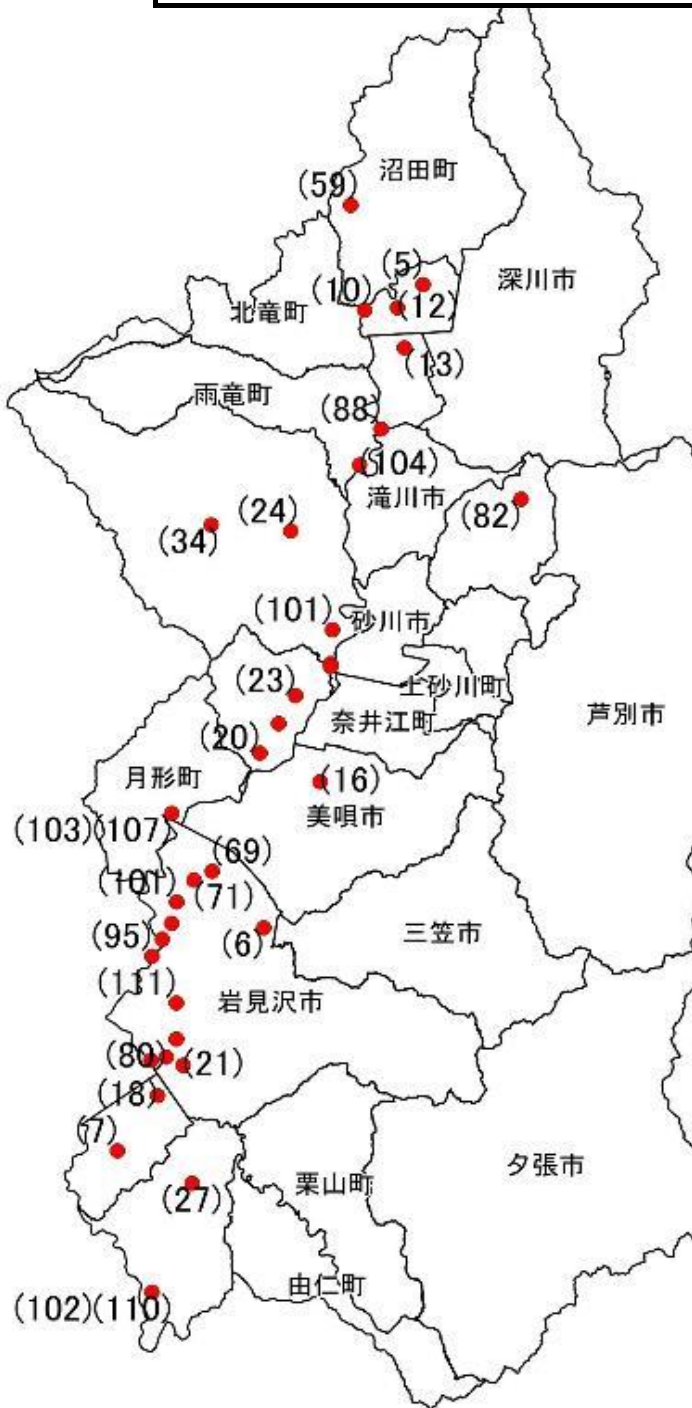 沼田町
(59)
(5)
深川市
(10)
(12)
北竜町
(13)
雨竜町
(88)
(104)
滝川市
(24)
(82)
(34)
(101)
砂川市
(23)
上砂川町
奈井江町
芦別市
(20)
月形町
(16)
美唄市
(103)(107)
(69)
(101)
(71)
(95)
(6)
三笠市
(111)
岩見沢市
(80)
(21)
(18)
(7)
夕張市
栗山町
(27)
由仁町
(102)(110)